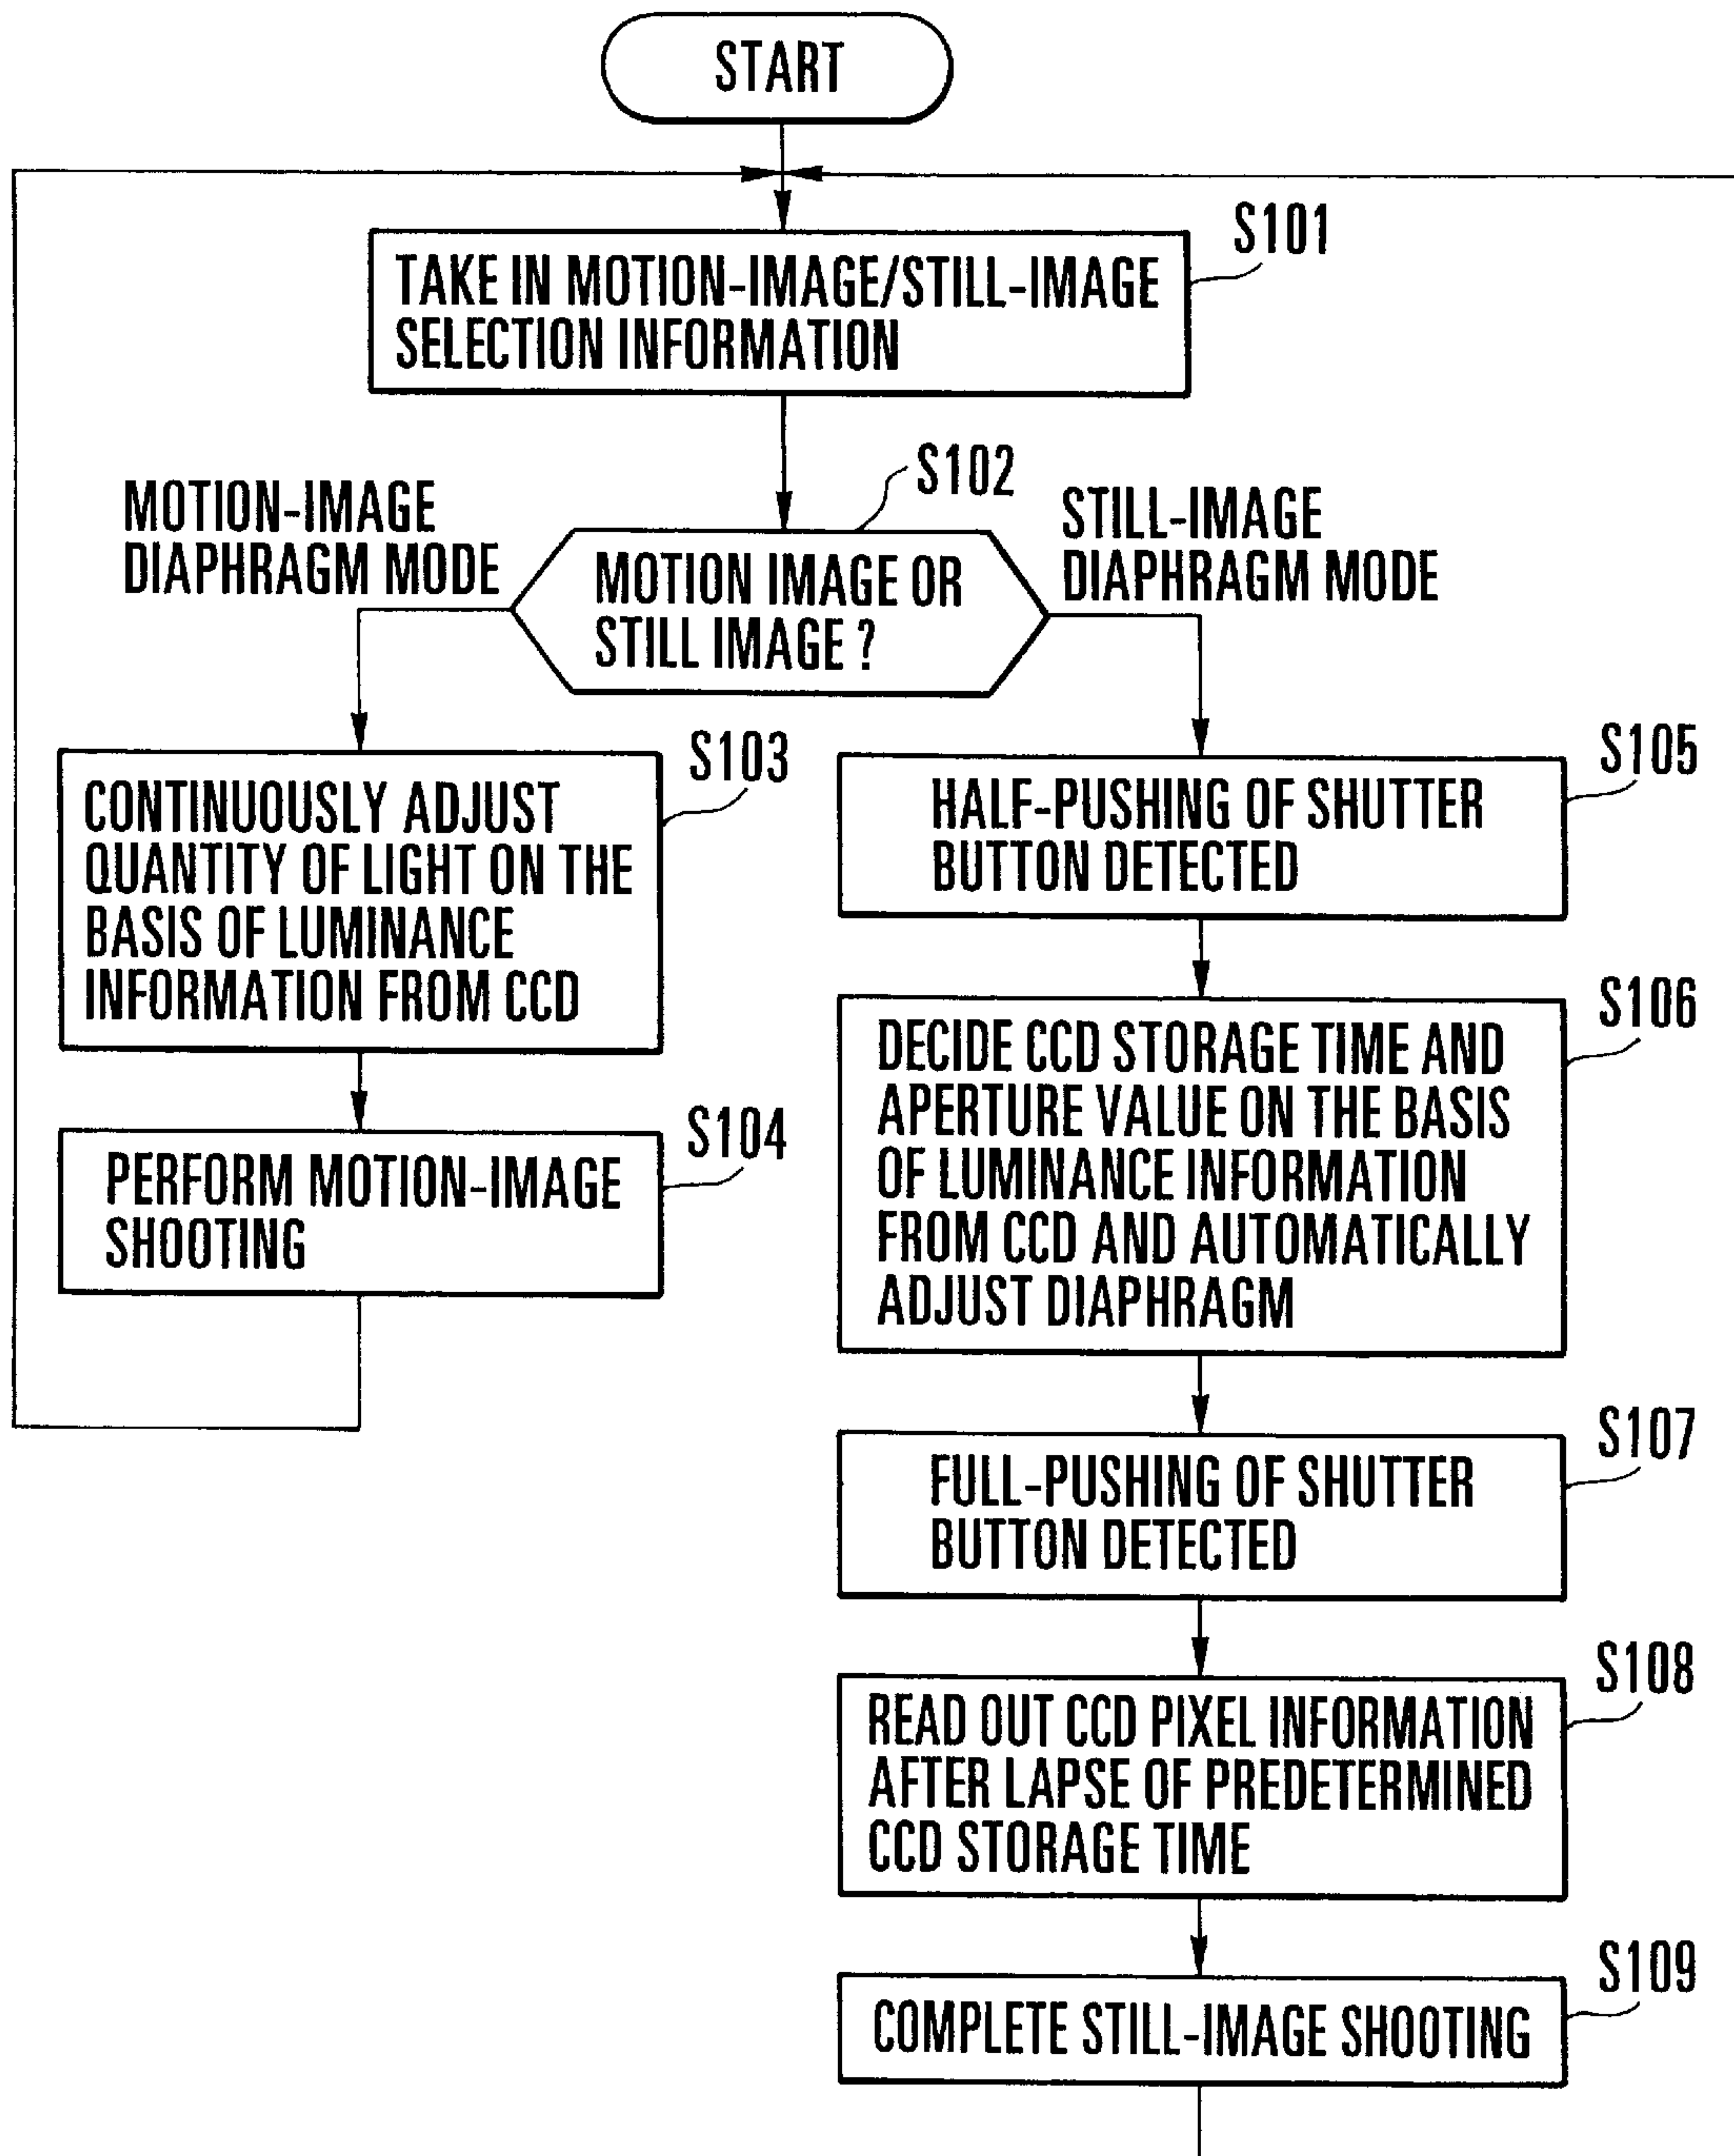 START
S101
TAKE IN MOTION-IMAGE/STILL-IMAGE
SELECTION INFORMATION
S102
MOTION-IMAGE
DIAPHRAGM MODE
STILL-IMAGE
DIAPHRAGM MODE
MOTION IMAGE OR
STILL IMAGE ?
S103
CONTINUOUSLY ADJUST
QUANTITY OF LIGHT ON THE
BASIS OF LUMINANCE
INFORMATION FROM CCD
S104
PERFORM MOTION-IMAGE
SHOOTING
S105
HALF-PUSHING OF SHUTTER
BUTTON DETECTED
S106
DECIDE CCD STORAGE TIME AND
APERTURE VALUE ON THE BASIS
OF LUMINANCE INFORMATION
FROM CCD AND AUTOMATICALLY
ADJUST DIAPHRAGM
S107
FULL-PUSHING OF SHUTTER
BUTTON DETECTED
S108
READ OUT CCD PIXEL INFORMATION
AFTER LAPSE OF PREDETERMINED
CCD STORAGE TIME
S109
COMPLETE STILL-IMAGE SHOOTING